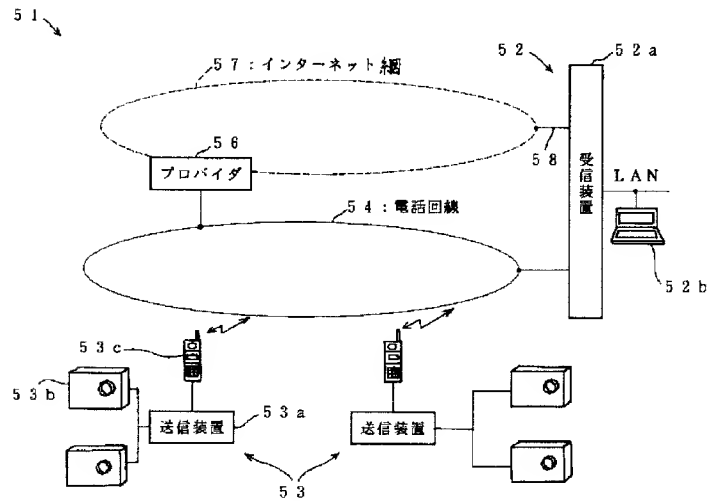 51
57:インターネット網
52
52a
56
プロバイダ
58
受信装置
LAN
54:電話回線
52b
53c
53b
送信装置
53a
送信装置
53